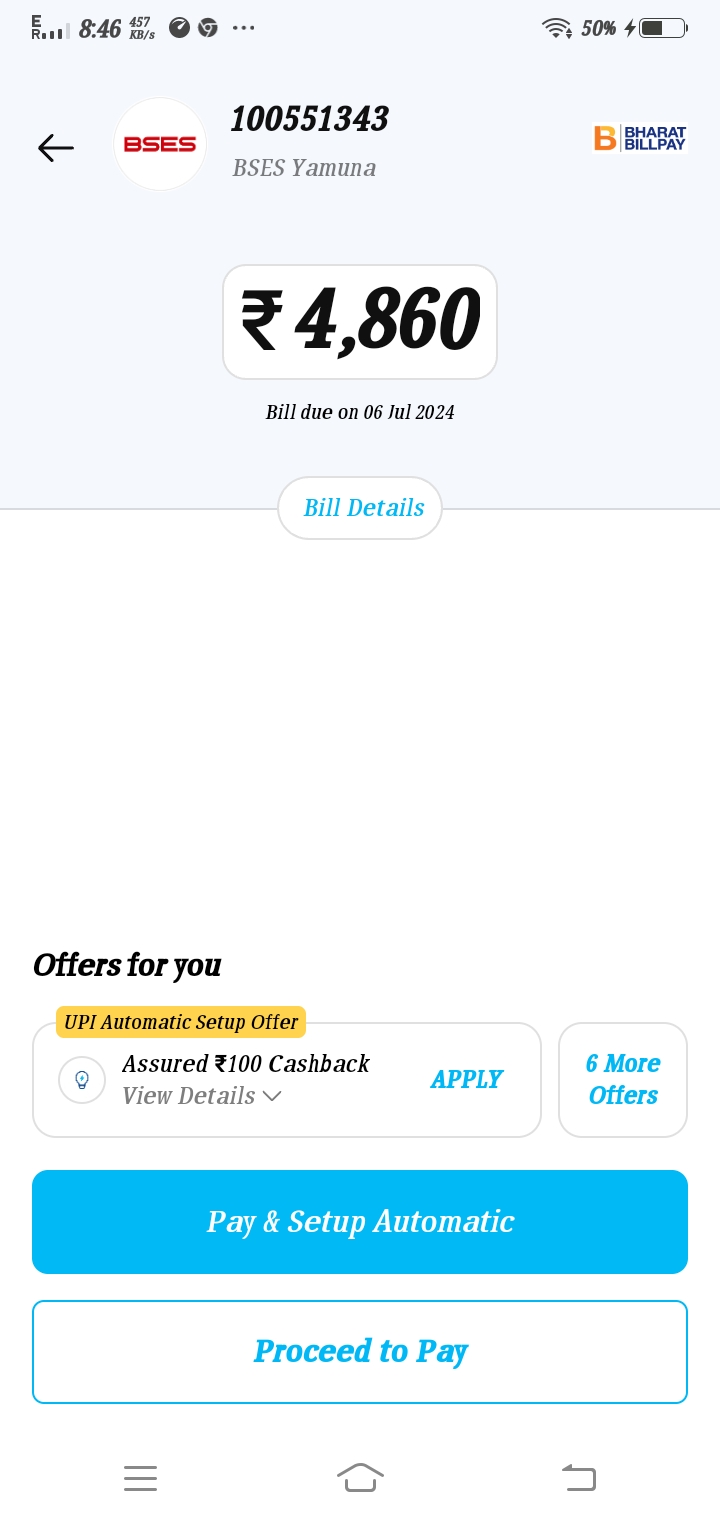 ER 8:46 457 KB/s ... 50%
100551343
BSES
BSES Yamuna
B BHARAT BILLPAY
₹ 4,860
Bill due on 06 Jul 2024
Bill Details
Offers for you
UPI Automatic Setup Offer
Assured ₹100 Cashback
View Details
APPLY
6 More
Offers
Pay & Setup Automatic
Proceed to Pay